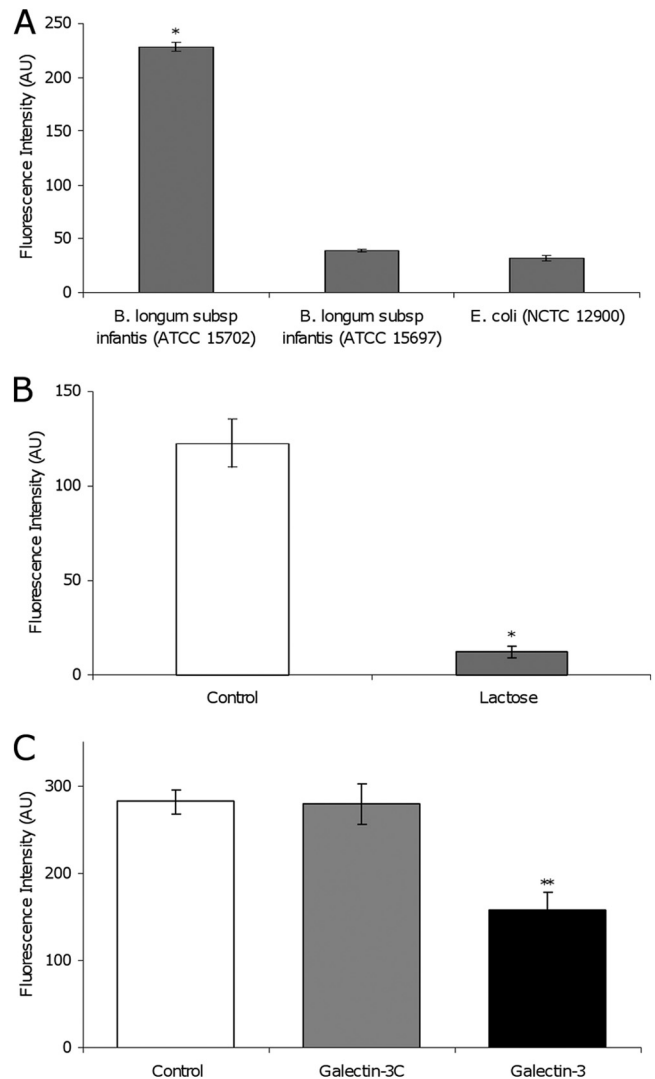 A
Fluorescence Intensity (AU)
250
200
150
100
50
0
*
B. longum subsp
infantis (ATCC 15702)
B. longum subsp
infantis (ATCC 15697)
E. coli (NCTC 12900)
B
Fluorescence Intensity (AU)
150
100
50
0
*
Control
Lactose
C
Fluorescence Intensity (AU)
300
200
100
0
**
Control
Galectin-3C
Galectin-3